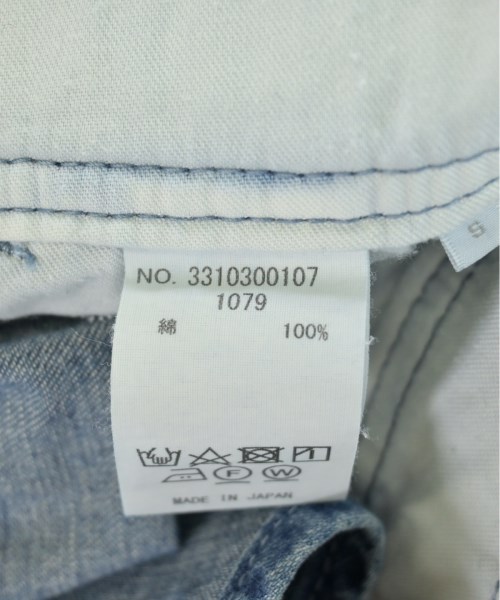 NO. 3310300107
1079
綿 100%
F W
MADE IN JAPAN
S